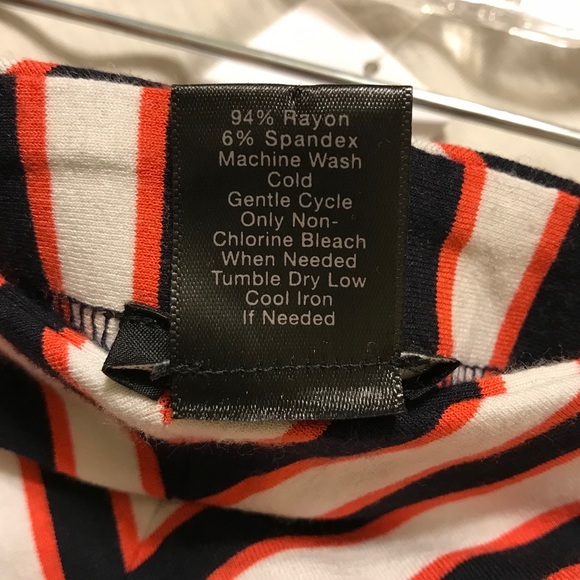 94% Rayon
6% Spandex
Machine Wash
Cold
Gentle Cycle
Only Non-
Chlorine Bleach
When Needed
Tumble Dry Low
Cool Iron
If Needed